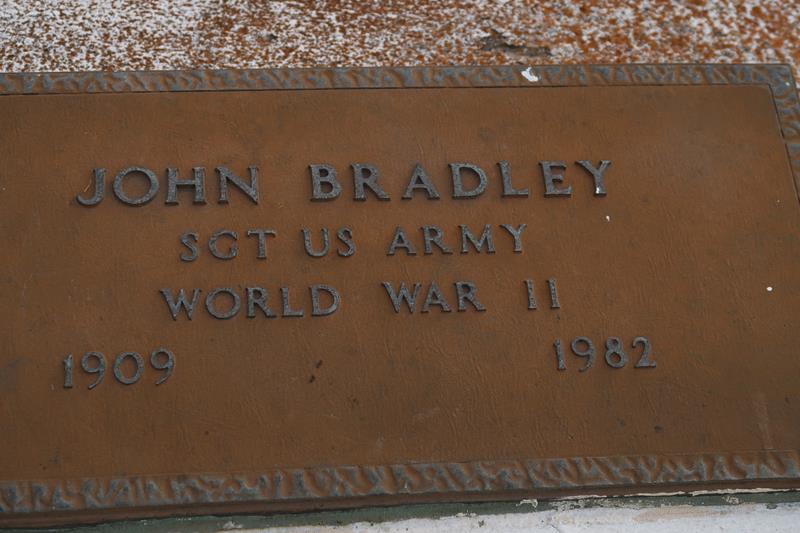 JOHN BRADLEY
SGT US ARMY
WORLD WAR II
1909 1982